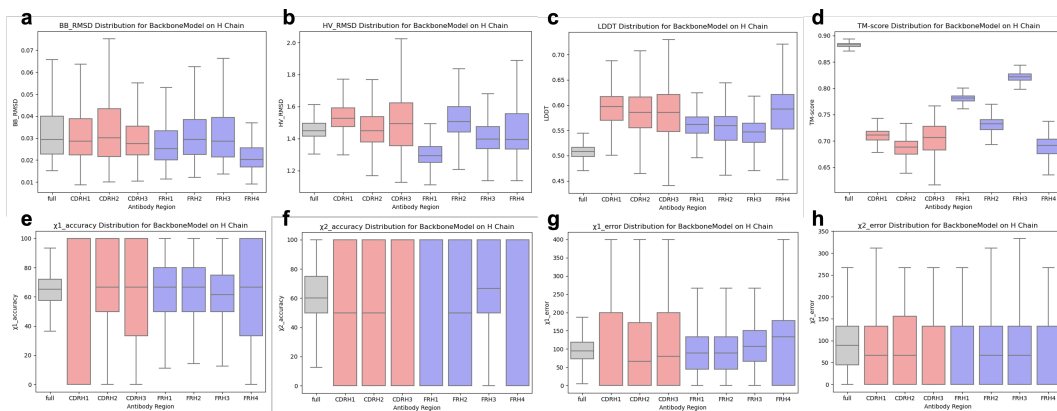 a
BB_RMSD Distribution for BackboneModel on H Chain
BB_RMSD
0.07
0.06
0.05
0.04
0.03
0.02
0.01
full CDRH1 CDRH2 CDRH3 FRH1 FRH2 FRH3 FRH4
Antibody Region
b
HV_RMSD Distribution for BackboneModel on H Chain
HV_RMSD
2.0
1.8
1.6
1.4
1.2
full CDRH1 CDRH2 CDRH3 FRH1 FRH2 FRH3 FRH4
Antibody Region
c
LDDT Distribution for BackboneModel on H Chain
LDDT
0.70
0.65
0.60
0.55
0.50
0.45
full CDRH1 CDRH2 CDRH3 FRH1 FRH2 FRH3 FRH4
Antibody Region
d
TM-score Distribution for BackboneModel on H Chain
TM-score
0.90
0.85
0.80
0.75
0.70
0.65
full CDRH1 CDRH2 CDRH3 FRH1 FRH2 FRH3 FRH4
Antibody Region
e
χ1_accuracy Distribution for BackboneModel on H Chain
χ1_accuracy
100
80
60
40
20
0
full CDRH1 CDRH2 CDRH3 FRH1 FRH2 FRH3 FRH4
Antibody Region
f
χ2_accuracy Distribution for BackboneModel on H Chain
χ2_accuracy
100
80
60
40
20
0
full CDRH1 CDRH2 CDRH3 FRH1 FRH2 FRH3 FRH4
Antibody Region
g
χ1_error Distribution for BackboneModel on H Chain
χ1_error
400
350
300
250
200
150
100
50
0
full CDRH1 CDRH2 CDRH3 FRH1 FRH2 FRH3 FRH4
Antibody Region
h
χ2_error Distribution for BackboneModel on H Chain
χ2_error
350
300
250
200
150
100
50
0
full CDRH1 CDRH2 CDRH3 FRH1 FRH2 FRH3 FRH4
Antibody Region